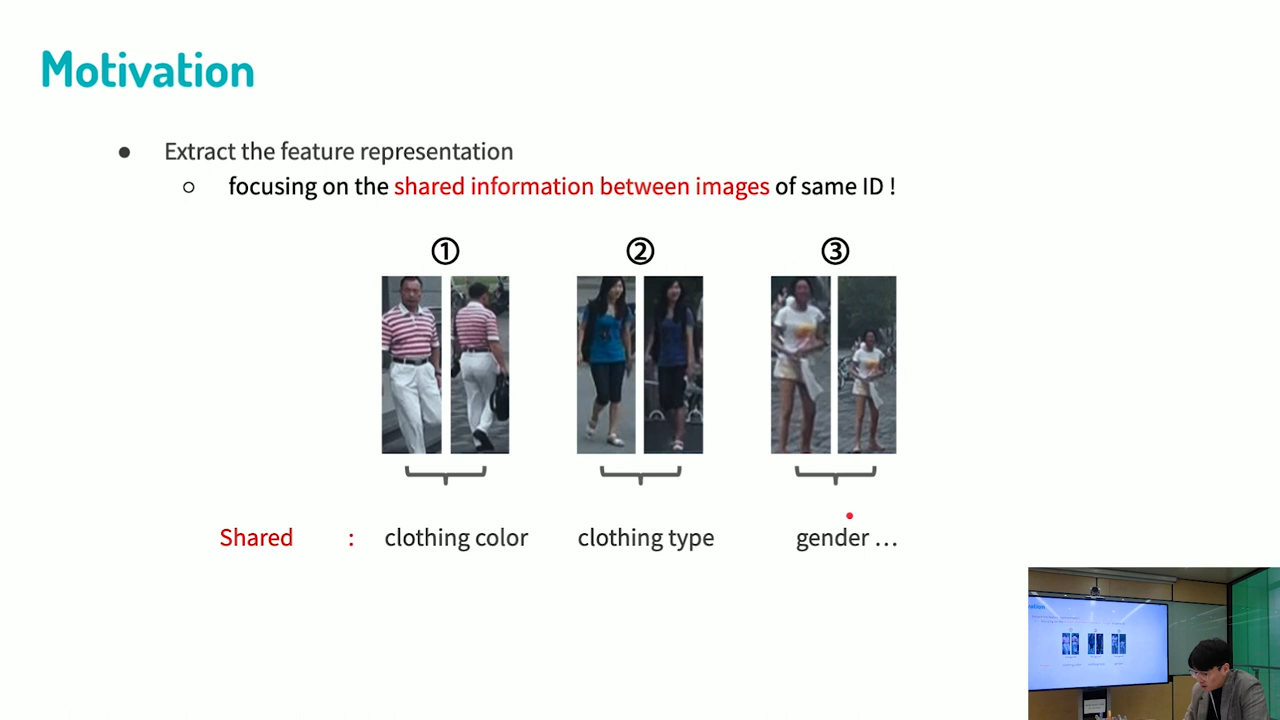 Motivation
● Extract the feature representation
○ focusing on the shared information between images of same ID !
① ② ③
Shared : clothing color clothing type gender ...